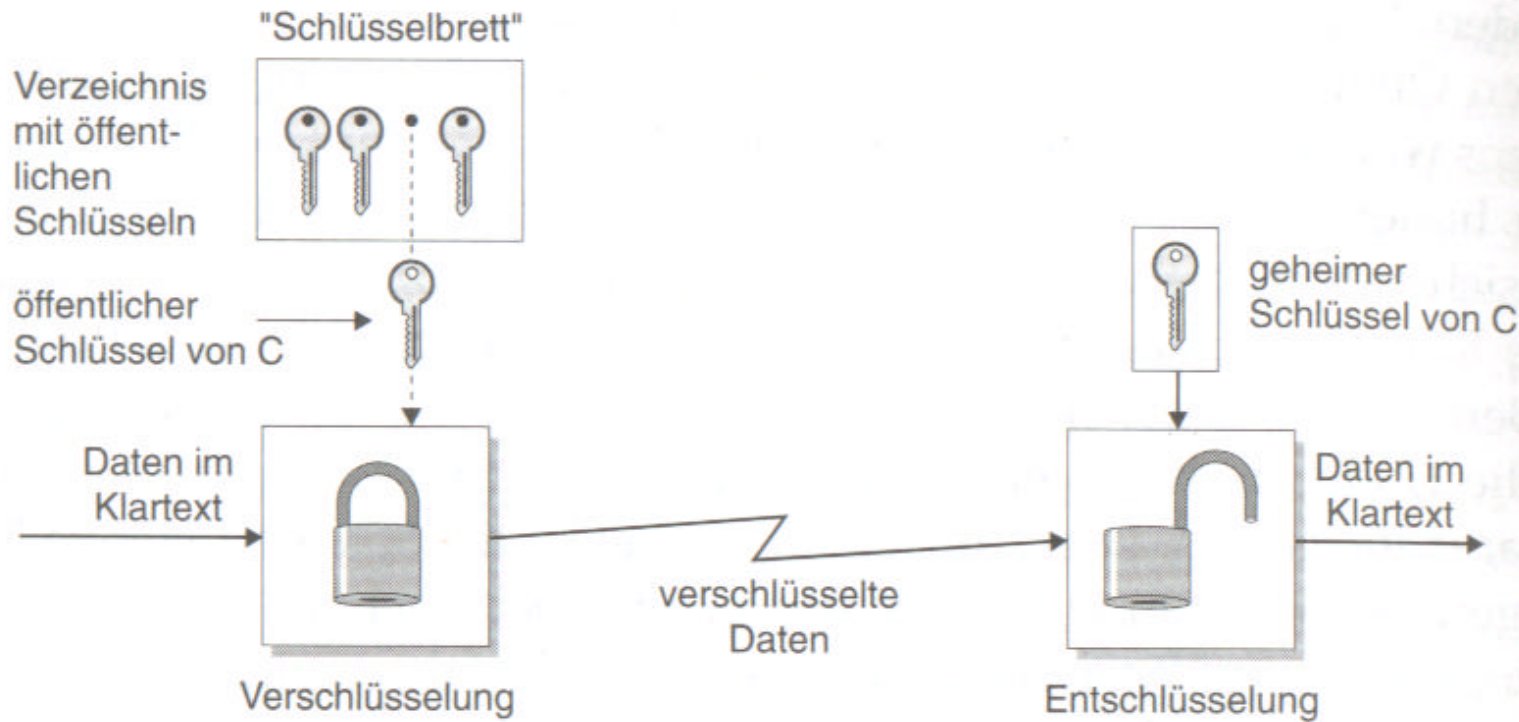 "Schlüsselbrett"
Verzeichnis
mit öffent-
lichen
Schlüsseln
öffentlicher
Schlüssel von C
geheimer
Schlüssel von C
Daten im
Klartext
verschlüsselte
Daten
Daten im
Klartext
Verschlüsselung
Entschlüsselung